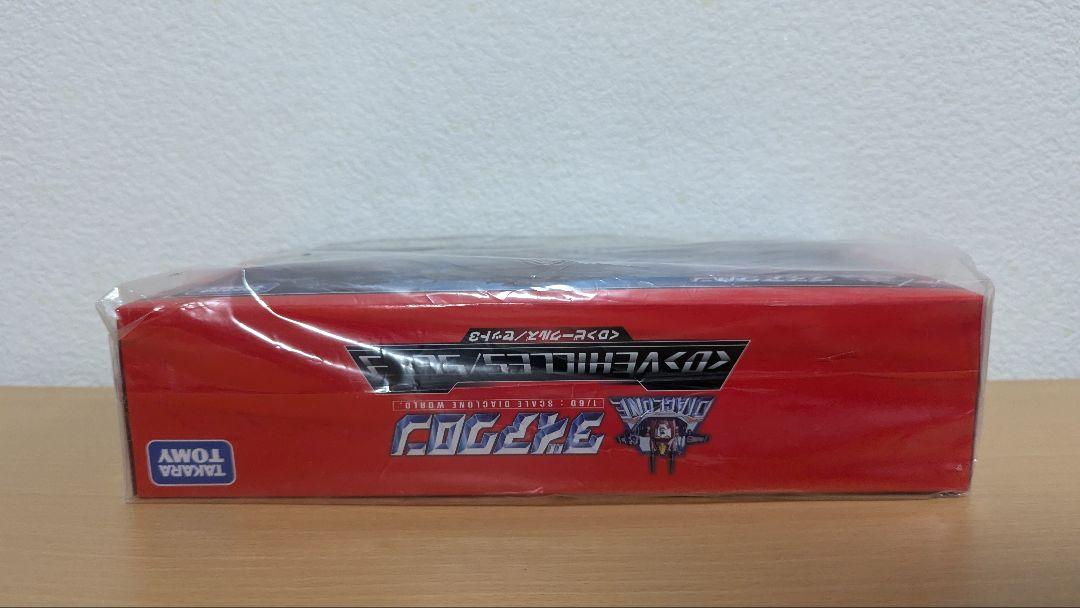 DIACLONE
ダイアクロン
1/60 : SCALE DIACLONE WORLD.
<D>VEHICLES/SET 3
<D>ビークルズ/セット3
TAKARA
TOMY